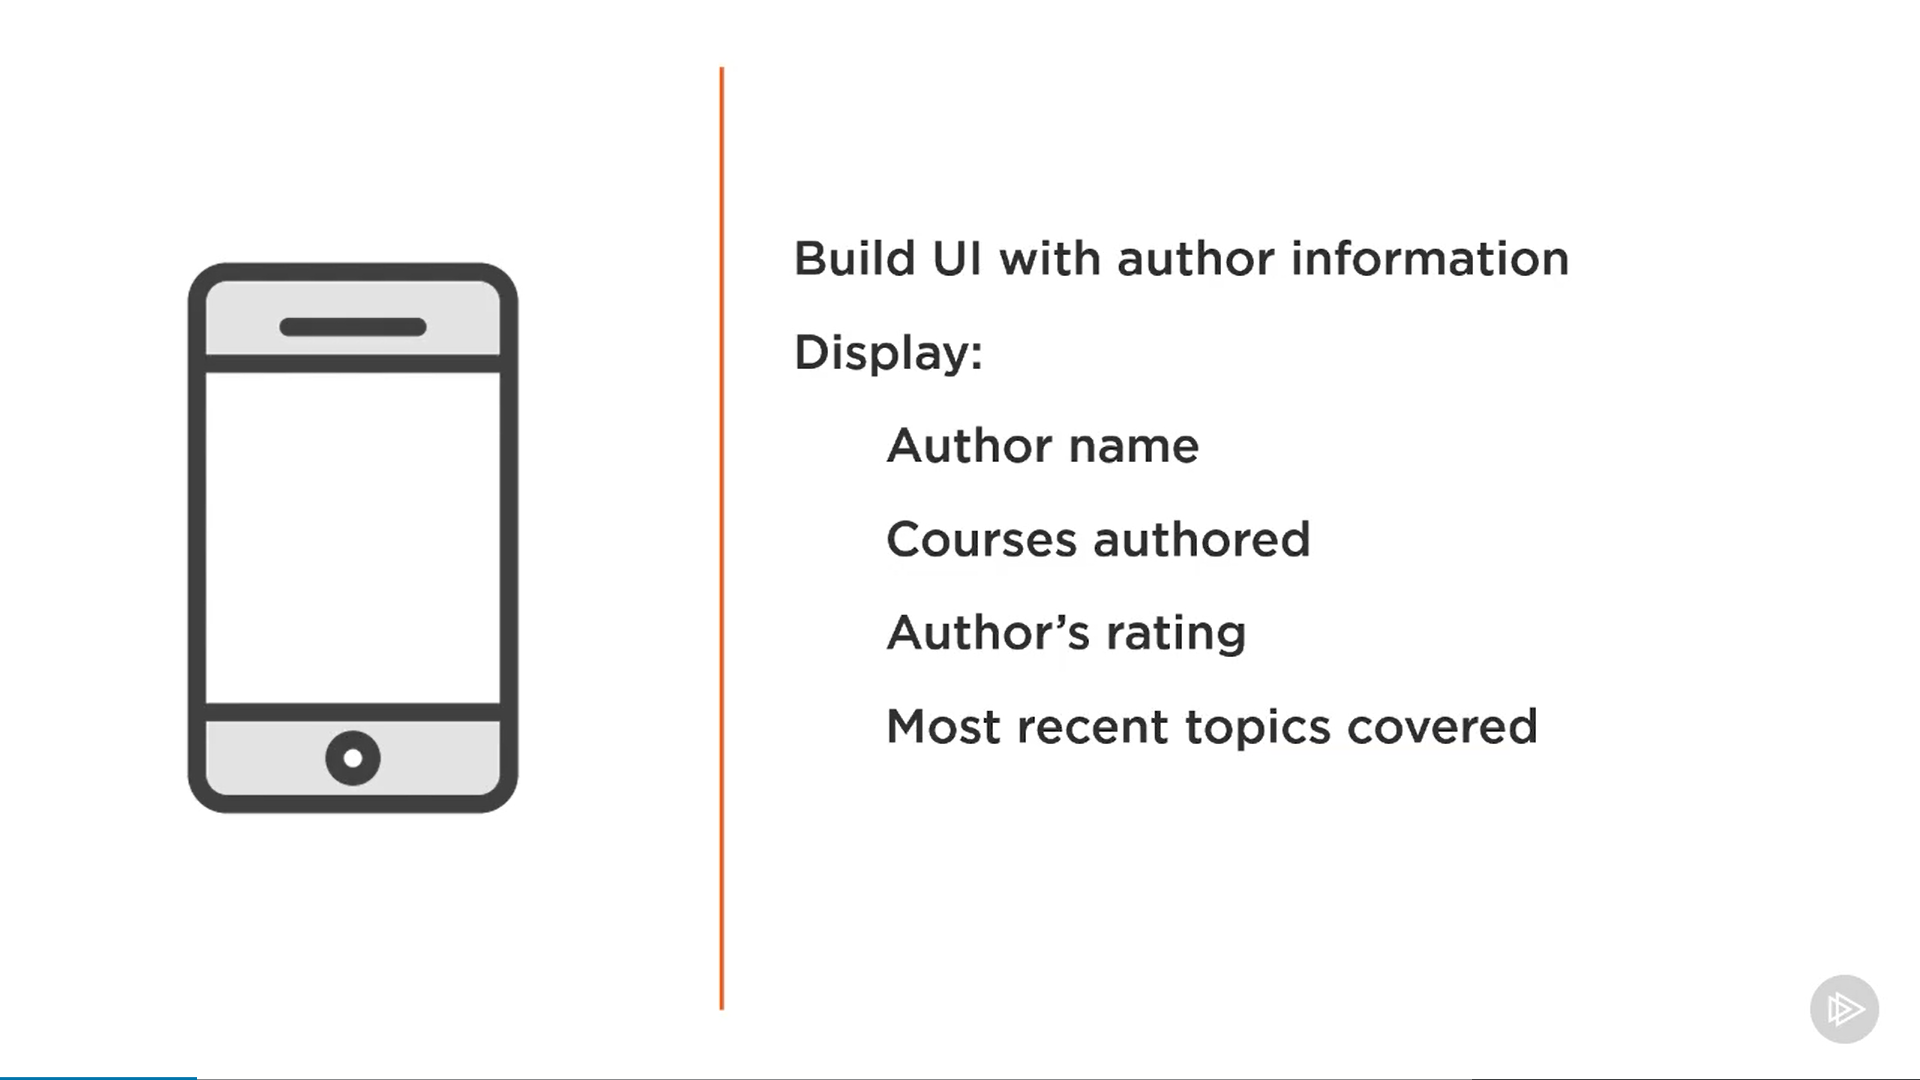 Build UI with author information
Display:
Author name
Courses authored
Author’s rating
Most recent topics covered